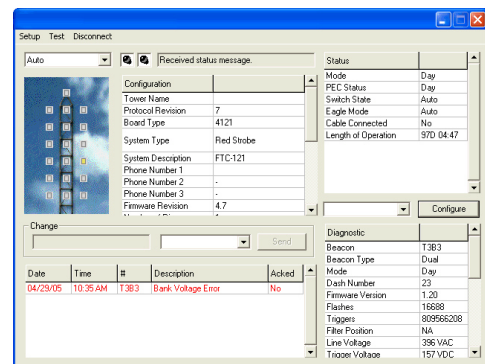 Setup Test Disconnect
Auto
Received status message.
Configuration
Tower Name
Protocol Revision 7
Board Type 4121
System Type Red Strobe
System Description FTC-121
Phone Number 1
Phone Number 2 -
Phone Number 3 -
Firmware Revision 4.7
Status
Mode Day
PEC Status Day
Switch State Auto
Eagle Mode Auto
Cable Connected No
Length of Operation 97D 04:47
Configure
Change
Send
Date Time # Description Acked
04/29/05 10:35 AM T3B3 Bank Voltage Error No
Diagnostic
Beacon T3B3
Beacon Type Dual
Mode Day
Dash Number 23
Firmware Version 1.20
Flashes 16688
Triggers 809566208
Filter Position NA
Line Voltage 396 VAC
Trigger Voltage 157 VDC